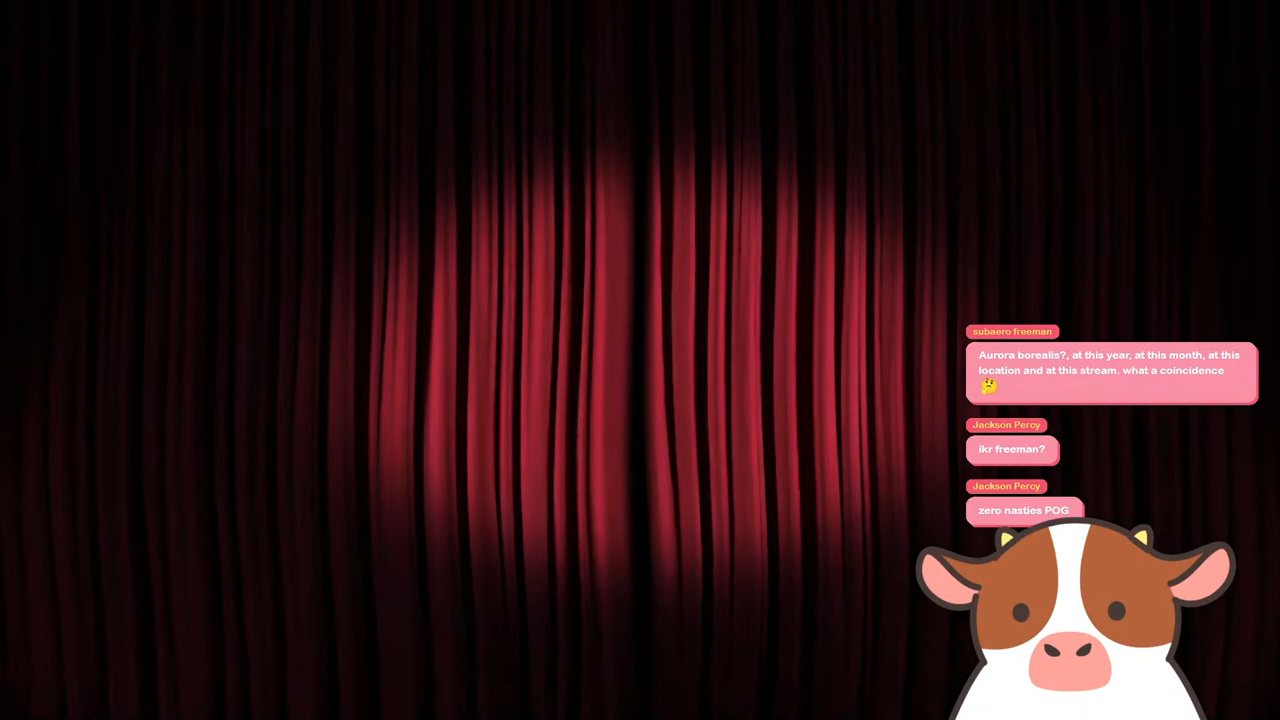 subaero freeman
Aurora borealis?, at this year, at this month, at this
location and at this stream. what a coincidence
🤔
Jackson Percy
ikr freeman?
Jackson Percy
zero nasties POG